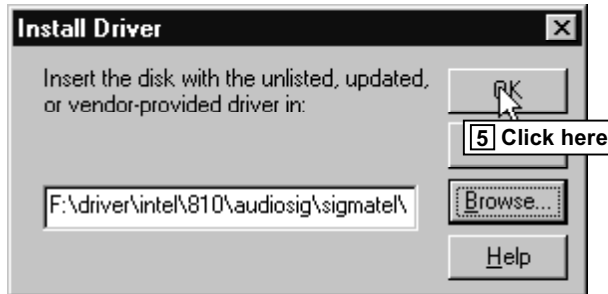 Install Driver
Insert the disk with the unlisted, updated,
or vendor-provided driver in:
OK
5 Click here
F:\driver\intel\810\audiosig\sigmatel\
Browse...
Help